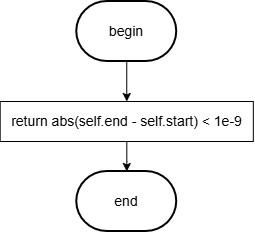 begin
return abs(self.end - self.start) < 1e-9
end